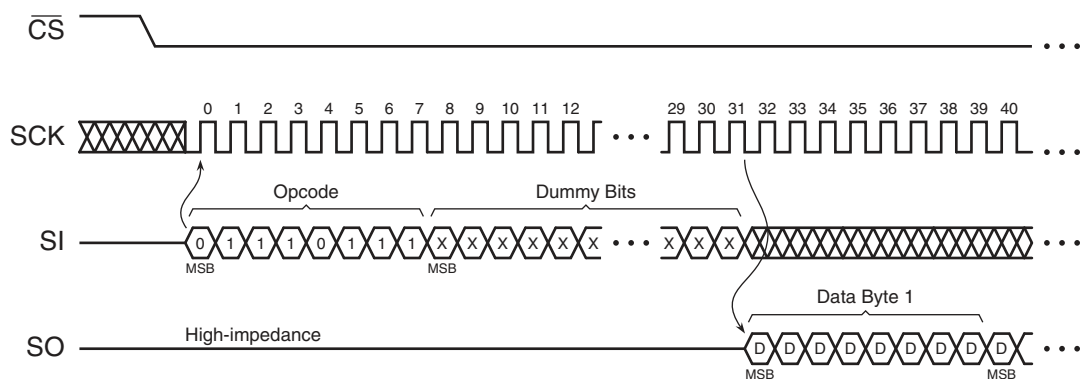 CS
0 1 2 3 4 5 6 7 8 9 10 11 12 29 30 31 32 33 34 35 36 37 38 39 40
SCK
Opcode Dummy Bits
SI 0 1 1 1 0 1 1 1 X X X X X X X X X
MSB MSB
Data Byte 1
High-impedance
SO D D D D D D D D D
MSB MSB